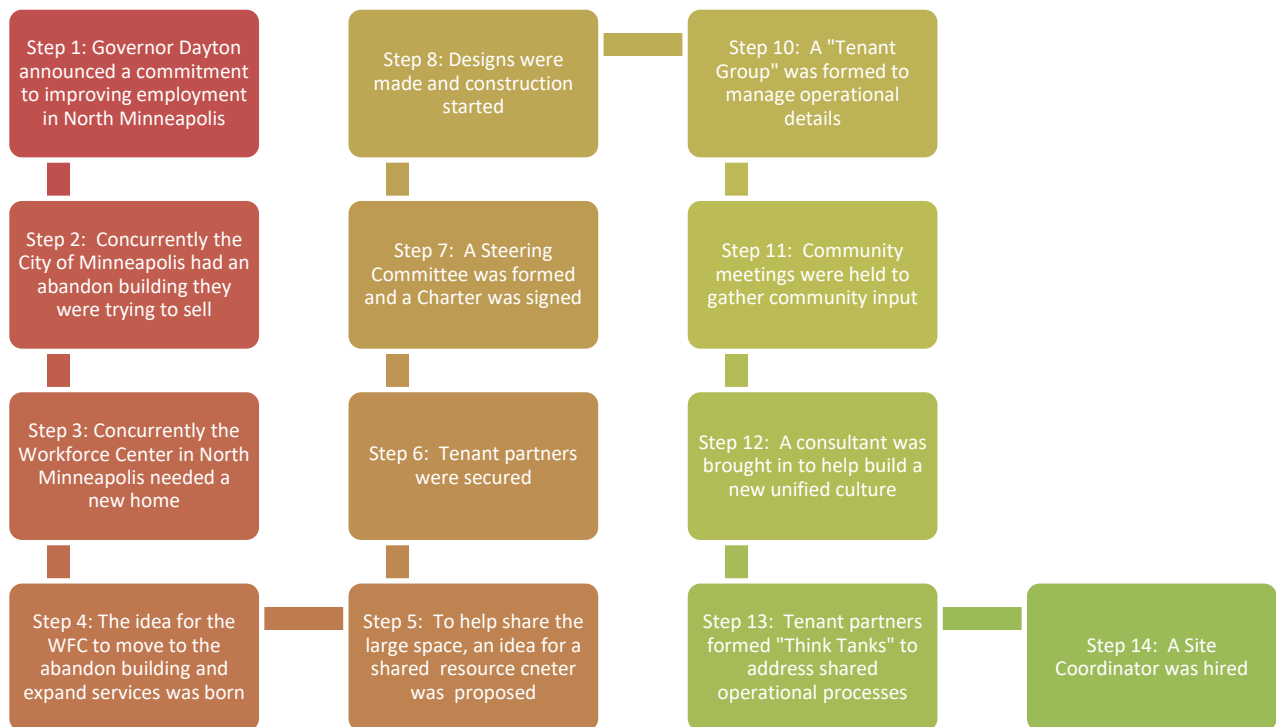 Step 1: Governor Dayton
announced a commitment
to improving employment
in North Minneapolis
Step 2:  Concurrently the
City of Minneapolis had an
abandon building they
were trying to sell
Step 3: Concurrently the
Workforce Center in North
Minneapolis needed a
new home
Step 4: The idea for the
WFC to move to the
abandon building and
expand services was born
Step 5:  To help share the
large space, an idea for a
shared  resource cneter
was  proposed
Step 6:  Tenant partners
were secured
Step 7:  A Steering
Committee was formed
and a Charter was signed
Step 8: Designs were
made and construction
started
Step 10:  A "Tenant
Group" was formed to
manage operational
details
Step 11:  Community
meetings were held to
gather community input
Step 12:  A consultant was
brought in to help build a
new unified culture
Step 13:  Tenant partners
formed "Think Tanks" to
address shared
operational processes
Step 14:  A Site
Coordinator was hired